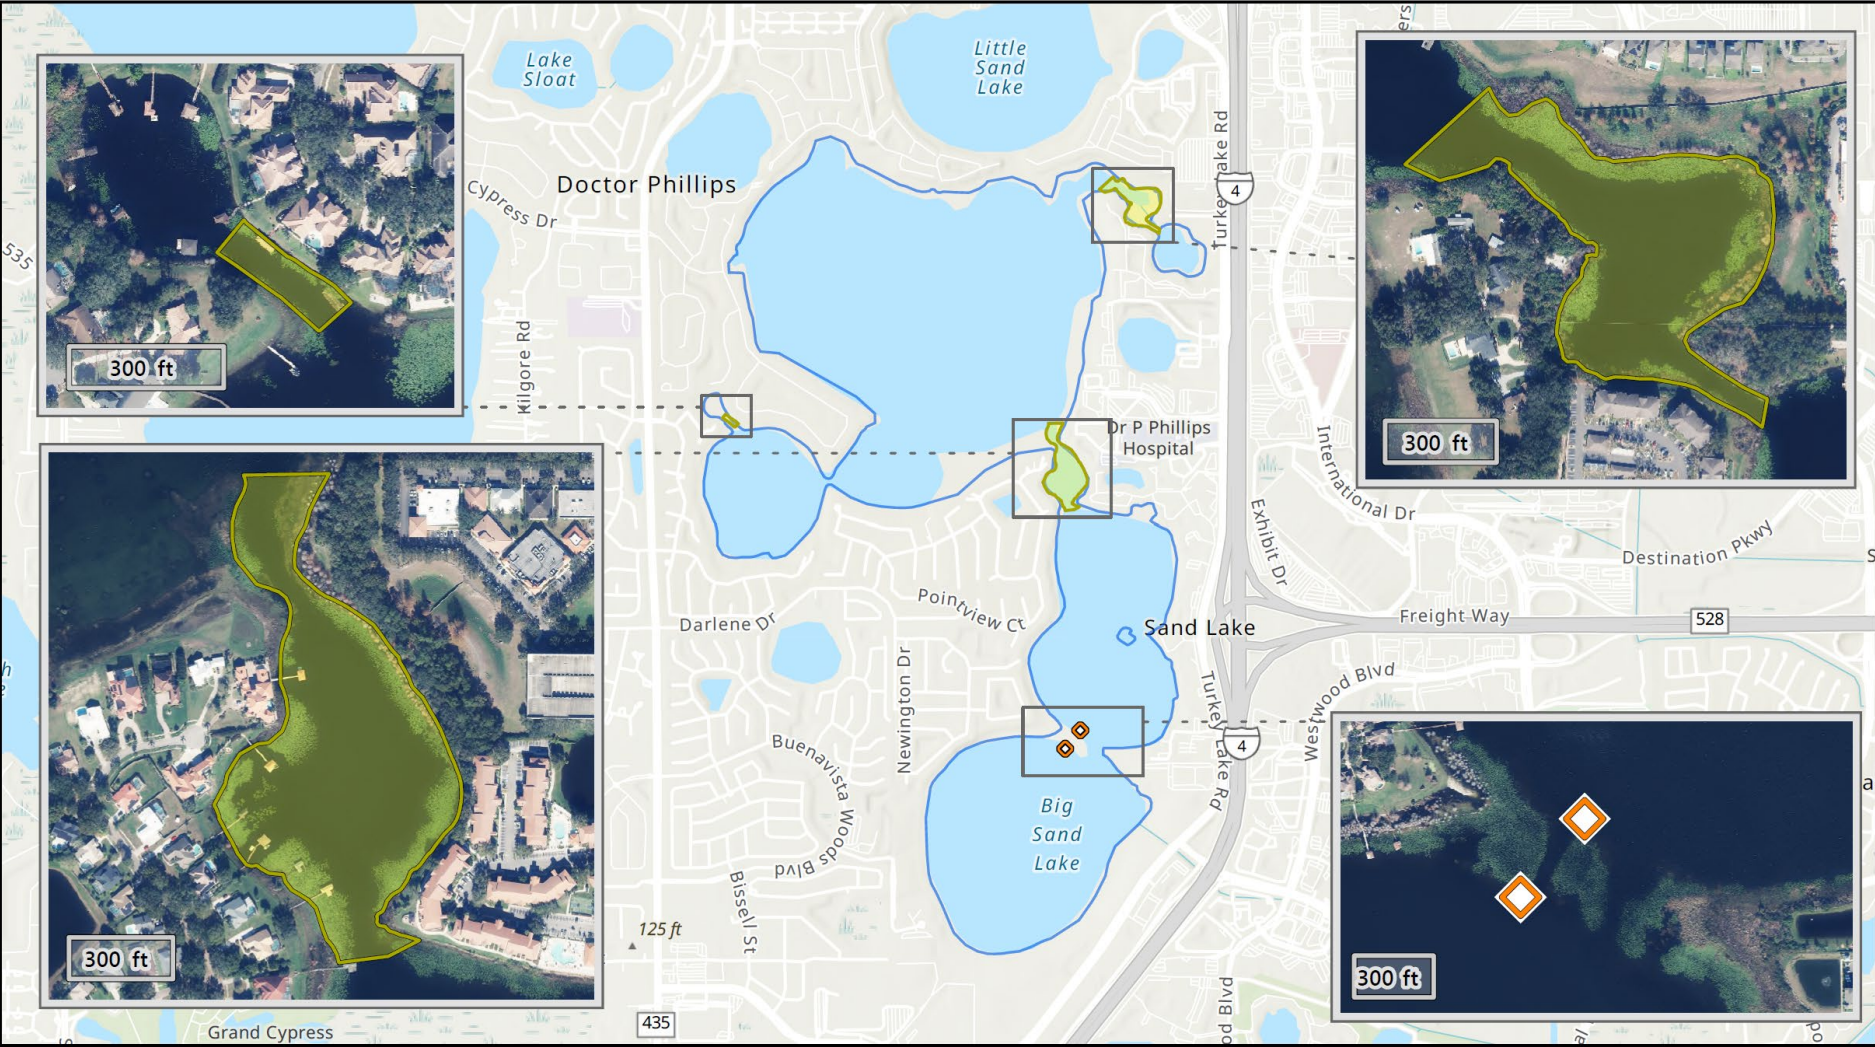 Lake
Sloat
Little
Sand
Lake
Doctor Phillips
Cypress Dr
535
Kilgore Rd
Turkey Lake Rd
4
300 ft
300 ft
Dr P Phillips
Hospital
International Dr
Exhibit Dr
Destination Pkwy
Pointview Ct
Darlene Dr
Sand Lake
Freight Way
528
Newington Dr
Westwood Blvd
Turkey Lake Rd
4
Buenavista Woods Blvd
Big
Sand
Lake
Bissell St
125 ft
300 ft
300 ft
435
Grand Cypress
od Blvd